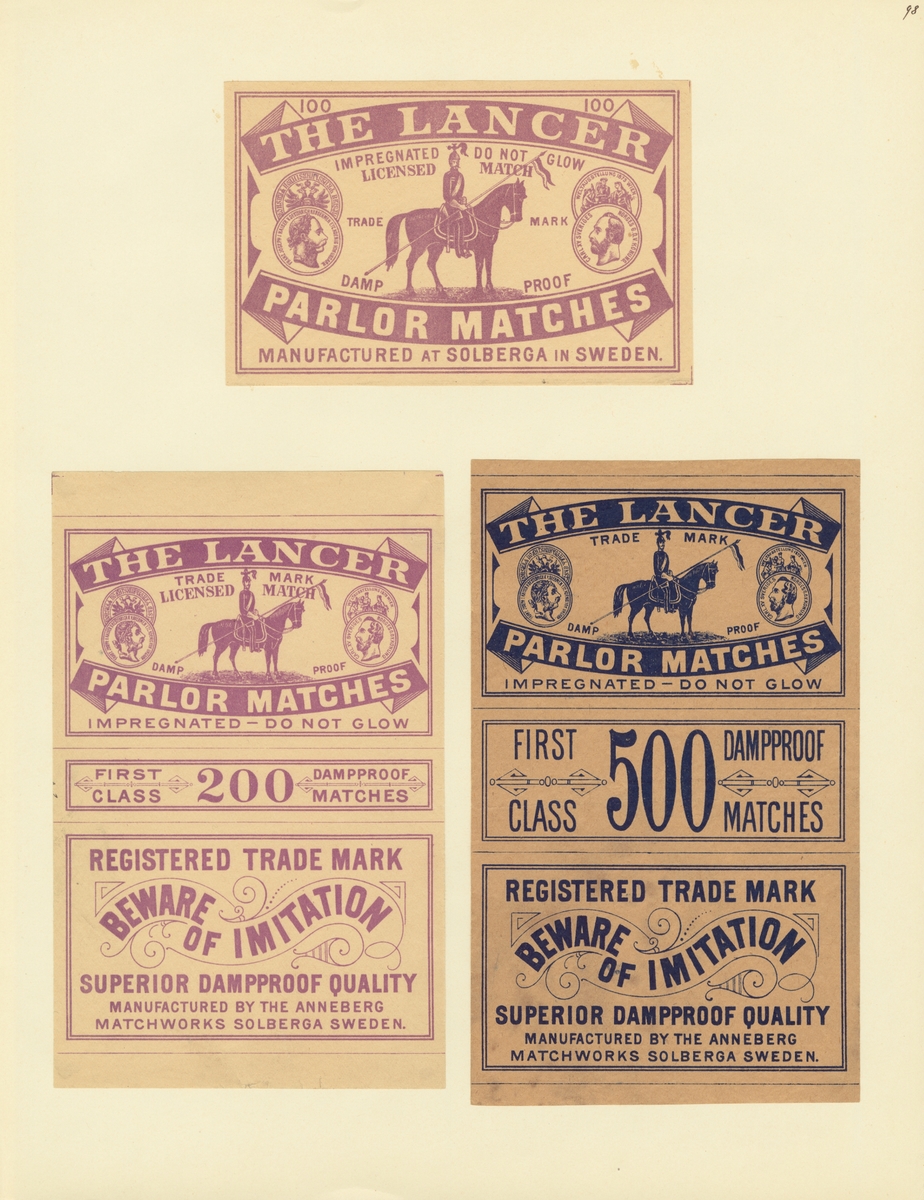 98
100 100
THE LANCER
IMPREGNATED DO NOT GLOW
LICENSED MATCH
TRADE MARK
DAMP PROOF
PARLOR MATCHES
MANUFACTURED AT SOLBERGA IN SWEDEN.
THE LANCER
TRADE MARK
LICENSED MATCH
DAMP PROOF
PARLOR MATCHES
IMPREGNATED — DO NOT GLOW
FIRST CLASS
200
DAMPPROOF MATCHES
REGISTERED TRADE MARK
BEWARE OF IMITATION
SUPERIOR DAMPPROOF QUALITY
MANUFACTURED BY THE ANNEBERG
MATCHWORKS SOLBERGA SWEDEN.
THE LANCER
TRADE MARK
DAMP PROOF
PARLOR MATCHES
IMPREGNATED — DO NOT GLOW
FIRST CLASS
500
DAMPPROOF MATCHES
REGISTERED TRADE MARK
BEWARE OF IMITATION
SUPERIOR DAMPPROOF QUALITY
MANUFACTURED BY THE ANNEBERG
MATCHWORKS SOLBERGA SWEDEN.